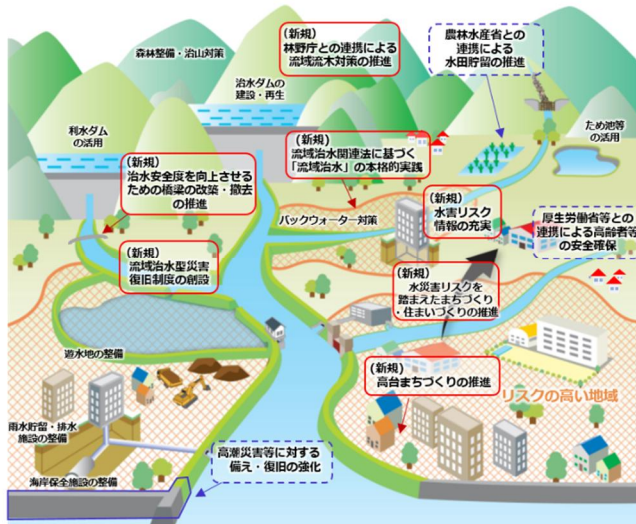 森林整備・治山対策
(新規)
林野庁との連携による
流域流木対策の推進
農林水産省との
連携による
水田貯留の推進
治水ダムの
建設・再生
利水ダム
の活用
ため池等
の活用
(新規)
治水安全度を向上させる
ための橋梁の改築・撤去
の推進
(新規)
流域治水関連法に基づく
「流域治水」の本格的実践
バックウォーター対策
(新規)
水害リスク
情報の充実
厚生労働省等との
連携による高齢者等
の安全確保
(新規)
流域治水型災害
復旧制度の創設
(新規)
水災害リスクを
踏まえたまちづくり
・住まいづくりの推進
遊水地の整備
(新規)
高台まちづくりの推進
リスクの高い地域
雨水貯留・排水
施設の整備
高潮災害等に対する
備え・復旧の強化
海岸保全施設の整備